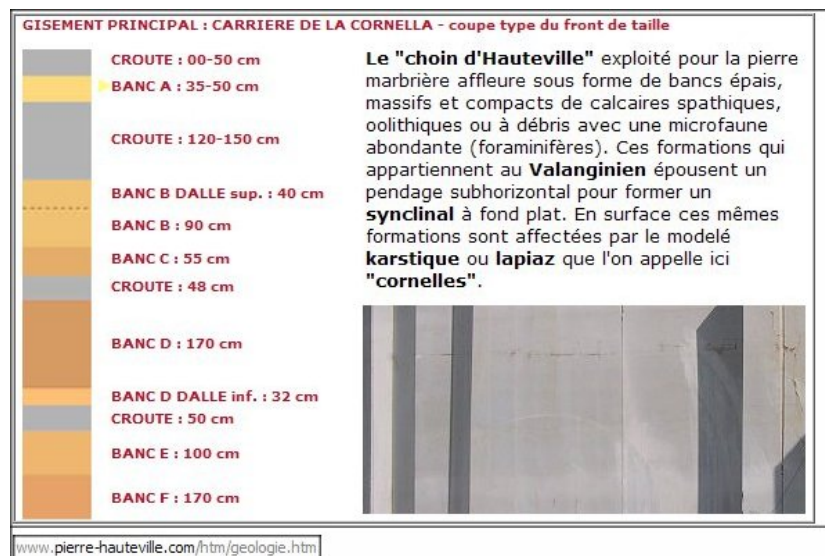 GISEMENT PRINCIPAL : CARRIERE DE LA CORNELLA - coupe type du front de taille
CROUTE : 00-50 cm
BANC A : 35-50 cm
CROUTE : 120-150 cm
BANC B DALLE sup. : 40 cm
BANC B : 90 cm
BANC C : 55 cm
CROUTE : 48 cm
BANC D : 170 cm
BANC D DALLE inf. : 32 cm
CROUTE : 50 cm
BANC E : 100 cm
BANC F : 170 cm
Le "choin d'Hauteville" exploité pour la pierre
marbrière affleure sous forme de bancs épais,
massifs et compacts de calcaires spathiques,
oolithiques ou à débris avec une microfaune
abondante (foraminifères). Ces formations qui
appartiennent au Valanginien épousent un
pendage subhorizontal pour former un
synclinal à fond plat. En surface ces mêmes
formations sont affectées par le modelé
karstique ou lapiaz que l'on appelle ici
"cornelles".
www.pierre-hauteville.com/htm/geologie.htm